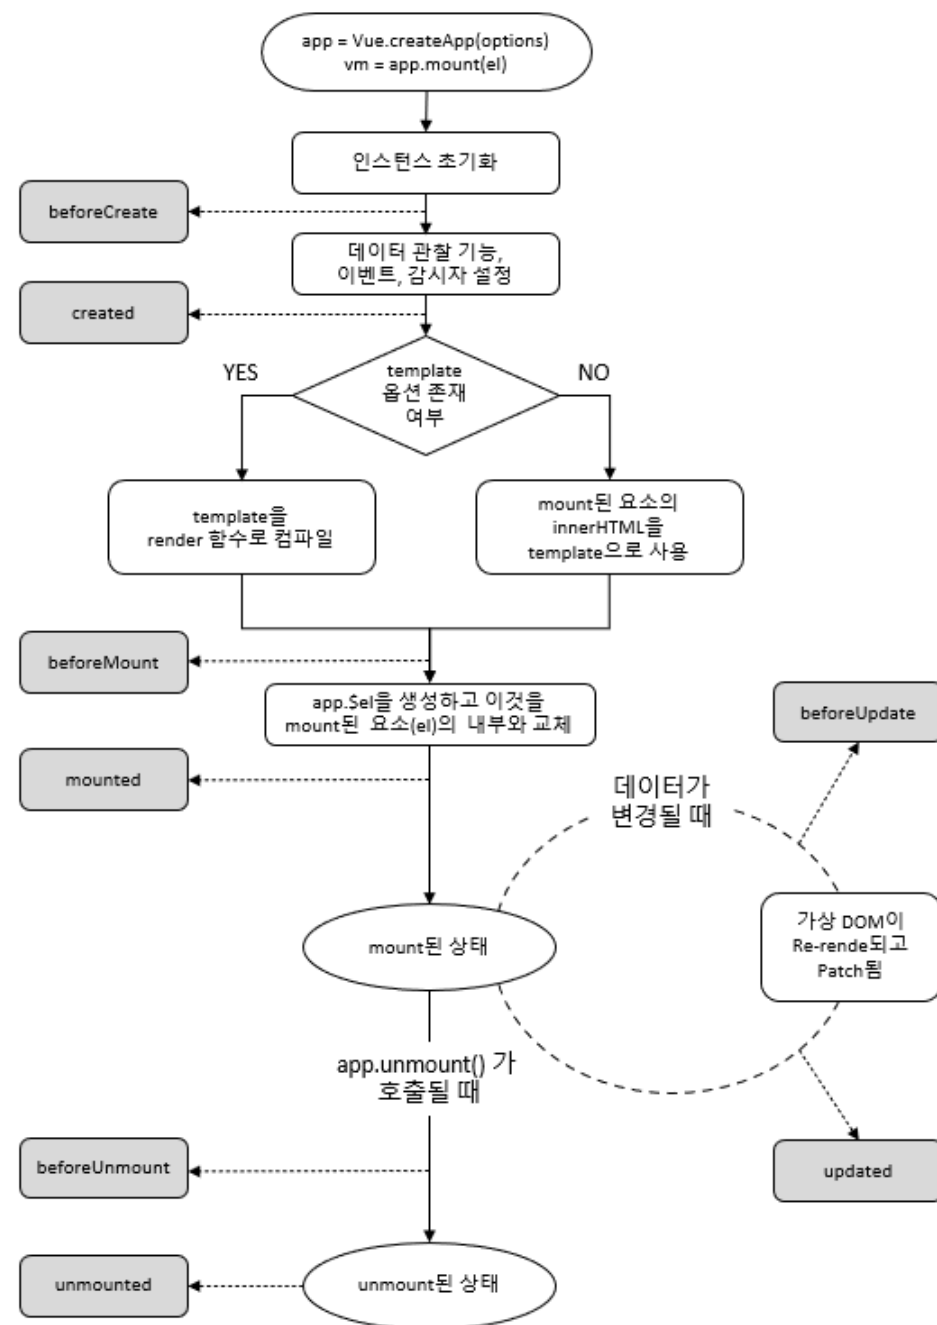 app = Vue.createApp(options)
vm = app.mount(el)
인스턴스 초기화
beforeCreate
데이터 관찰 기능,
이벤트, 감시자 설정
created
template
옵션 존재
여부
YES
NO
template을
render 함수로 컴파일
mount된 요소의
innerHTML을
template으로 사용
beforeMount
app.$el을 생성하고 이것을
mount된 요소(el)의 내부와 교체
beforeUpdate
mounted
데이터가
변경될 때
mount된 상태
가상 DOM이
Re-rende되고
Patch됨
app.unmount() 가
호출될 때
beforeUnmount
updated
unmounted
unmount된 상태